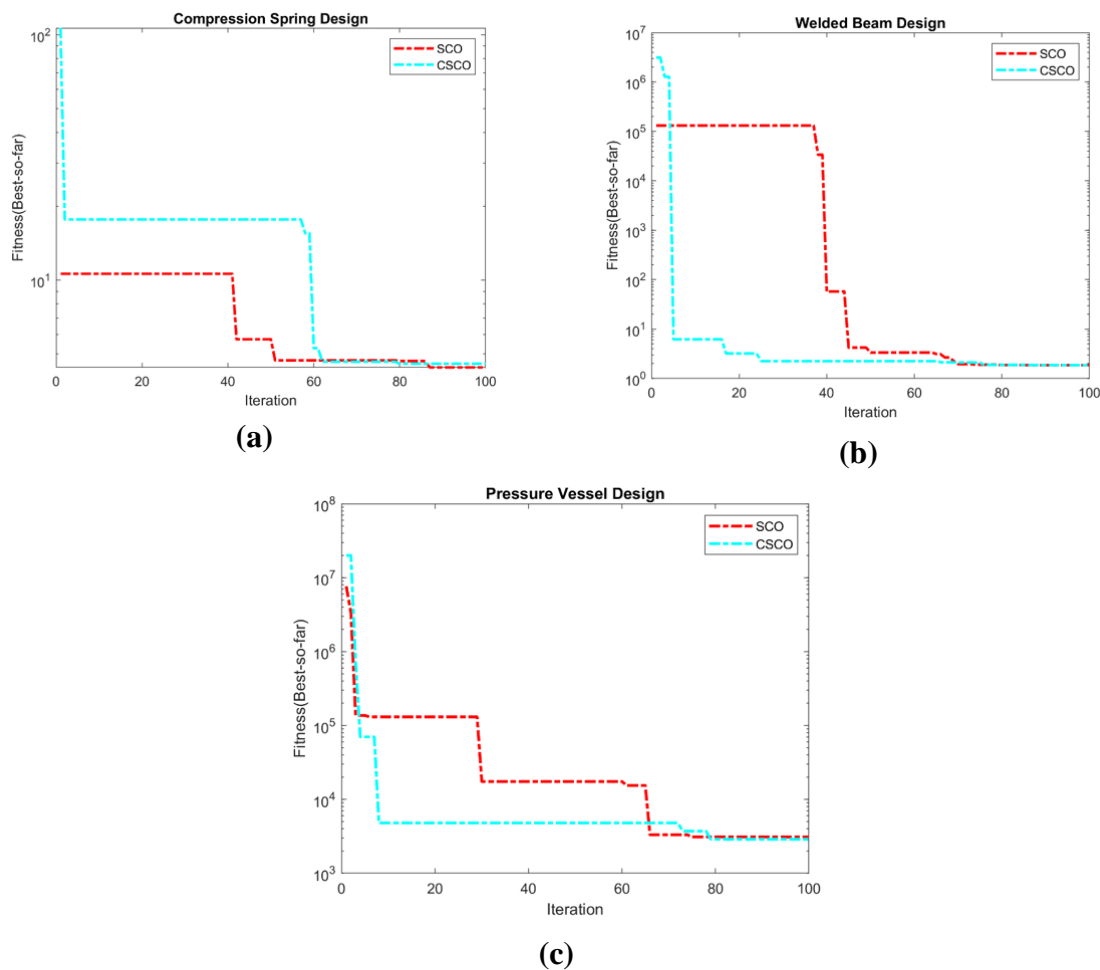 Compression Spring Design
10^2
10^1
Fitness(Best-so-far)
SCO
CSCO
0 20 40 60 80 100
Iteration
(a)
Welded Beam Design
10^7
10^6
10^5
10^4
10^3
10^2
10^1
10^0
Fitness(Best-so-far)
SCO
CSCO
0 20 40 60 80 100
Iteration
(b)
Pressure Vessel Design
10^8
10^7
10^6
10^5
10^4
10^3
Fitness(Best-so-far)
SCO
CSCO
0 20 40 60 80 100
Iteration
(c)